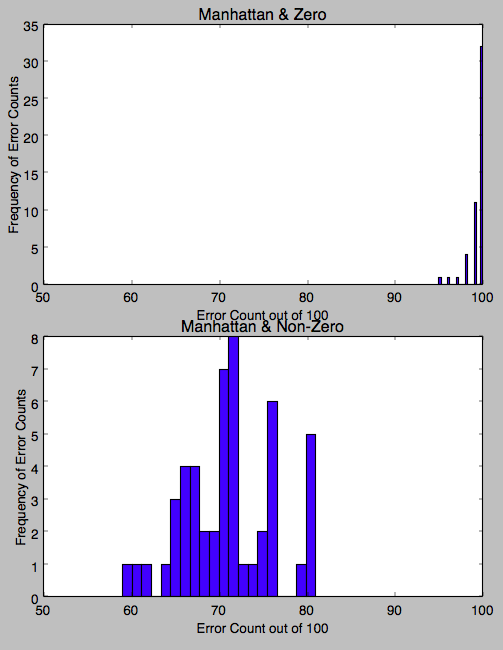 Manhattan & Zero
35
30
25
20
15
10
5
0
Frequency of Error Counts
50 60 70 80 90 100
Error Count out of 100
Manhattan & Non-Zero
8
7
6
5
4
3
2
1
0
Frequency of Error Counts
50 60 70 80 90 100
Error Count out of 100